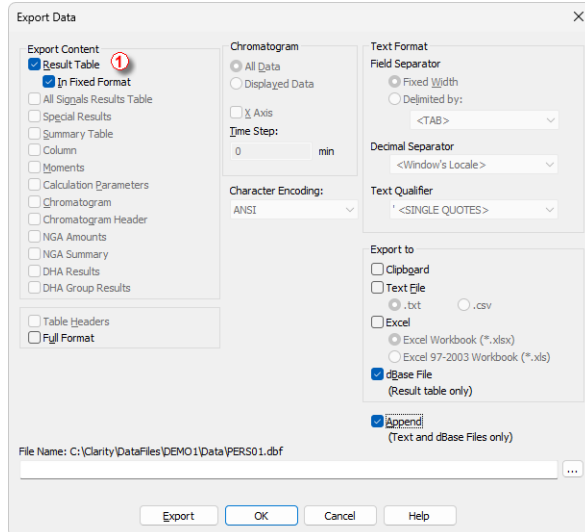 Export Data
Export Content
Result Table
1
In Fixed Format
All Signals Results Table
Special Results
Summary Table
Column
Moments
Calculation Parameters
Chromatogram
Chromatogram Header
NGA Amounts
NGA Summary
DHA Results
DHA Group Results
Table Headers
Full Format
Chromatogram
All Data
Displayed Data
X Axis
Time Step:
0 min
Character Encoding:
ANSI
Text Format
Field Separator
Fixed Width
Delimited by:
<TAB>
Decimal Separator
<Window's Locale>
Text Qualifier
' <SINGLE QUOTES>
Export to
Clipboard
Text File
.txt .csv
Excel
Excel Workbook (*.xlsx)
Excel 97-2003 Workbook (*.xls)
dBase File
(Result table only)
Append
(Text and dBase Files only)
File Name: C:\Clarity\DataFiles\DEMO1\Data\PERS01.dbf
...
Export OK Cancel Help